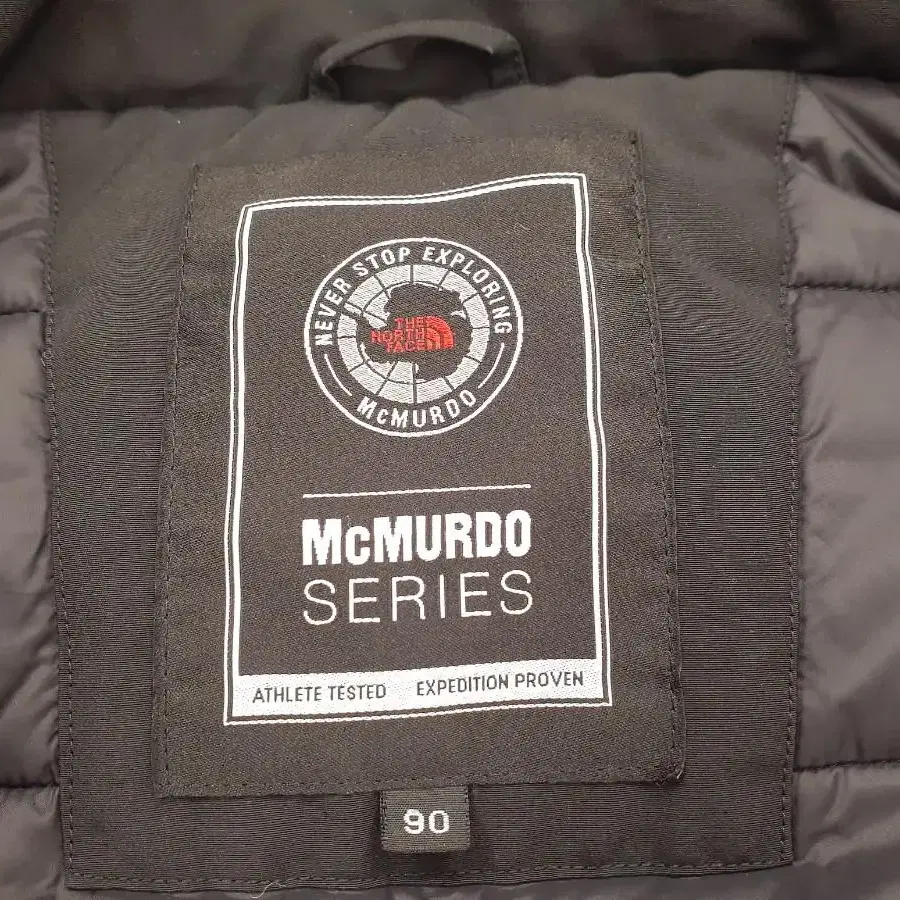 NEVER STOP EXPLORING
THE
NORTH
FACE
McMURDO
McMURDO
SERIES
ATHLETE TESTED EXPEDITION PROVEN
90